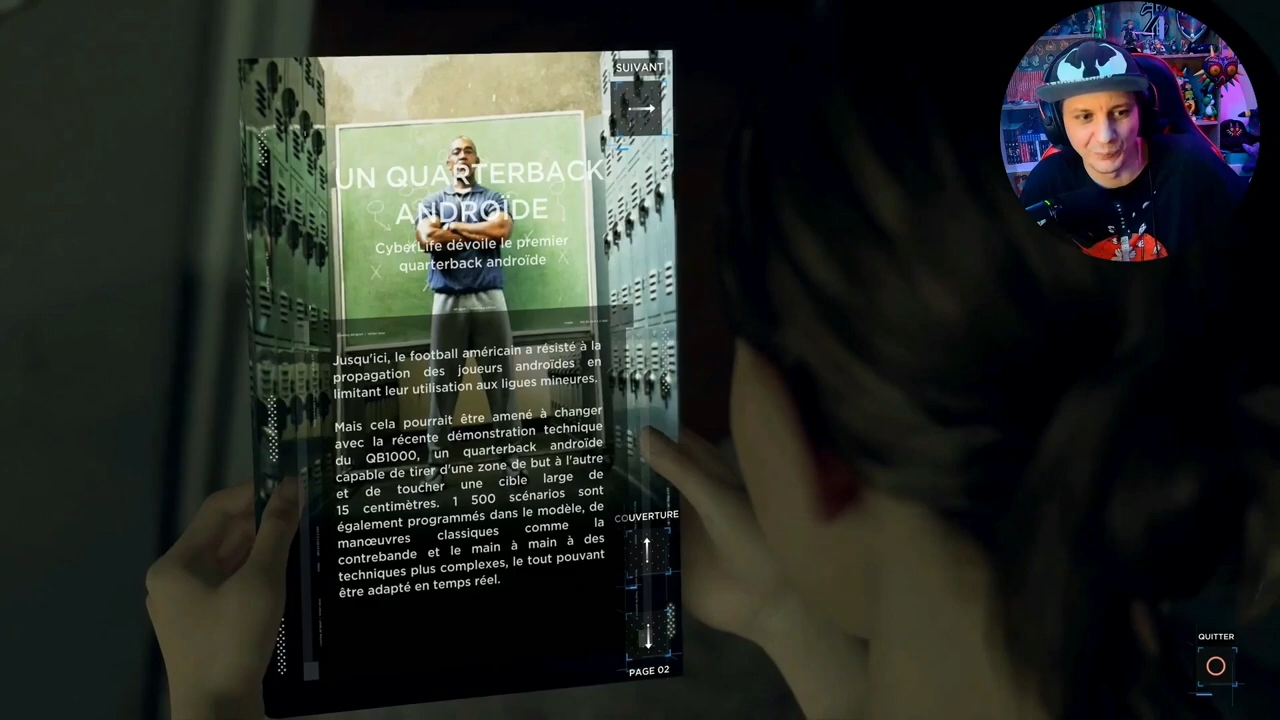 SUIVANT
UN QUARTERBACK
ANDROÏDE
CyberLife dévoile le premier
quarterback androïde
Jusqu'ici, le football américain a résisté à la
propagation des joueurs androïdes en
limitant leur utilisation aux ligues mineures.
Mais cela pourrait être amené à changer
avec la récente démonstration technique
du QB1000, un quarterback androïde
capable de tirer d'une zone de but à l'autre
et de toucher une cible large de
15 centimètres. 1 500 scénarios sont
également programmés dans le modèle, de
manœuvres classiques comme la
contrebande et le main à main à des
techniques plus complexes, le tout pouvant
être adapté en temps réel.
COUVERTURE
PAGE 02
QUITTER